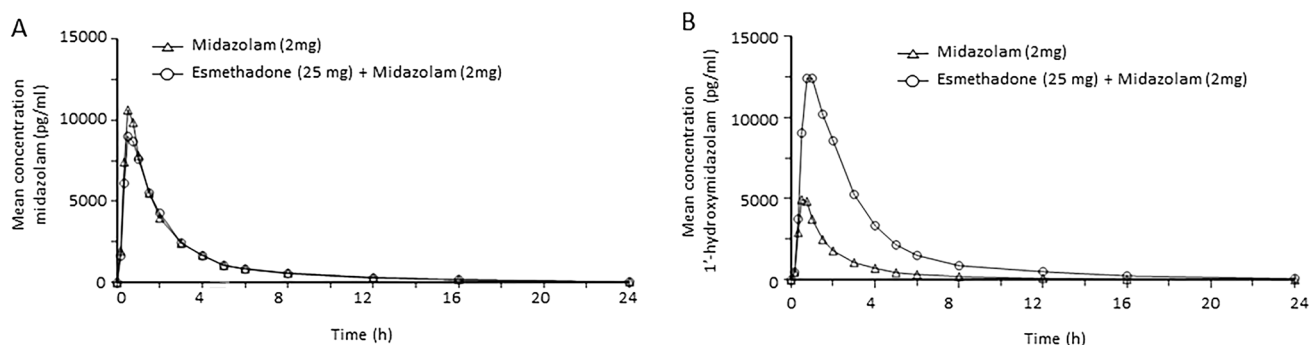 A
Mean concentration
midazolam (pg/ml)
15000
10000
5000
0
Midazolam (2mg)
Esmethadone (25 mg) + Midazolam (2mg)
0 4 8 12 16 20 24
Time (h)
B
Mean concentration
1’-hydroxymidazolam (pg/ml)
15000
10000
5000
0
Midazolam (2mg)
Esmethadone (25 mg) + Midazolam (2mg)
0 4 8 12 16 20 24
Time (h)